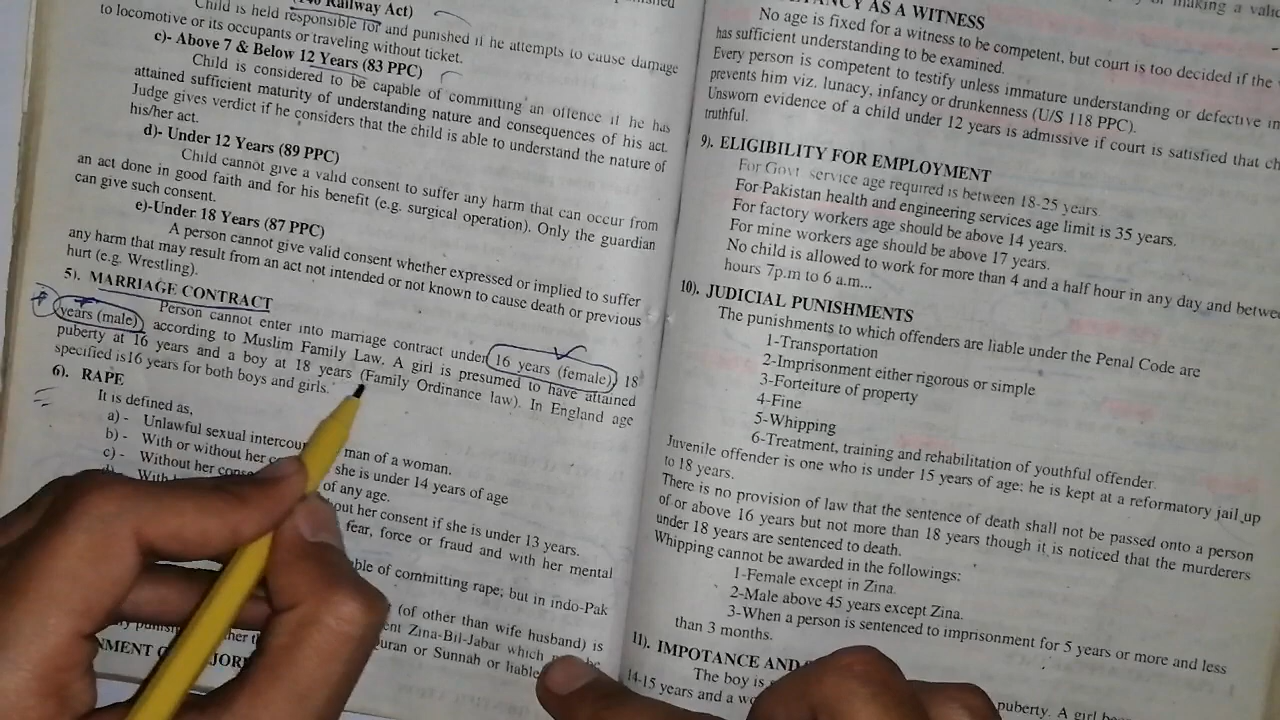 Railway Act)
Child is held responsible for and punished if he attempts to cause damage
to locomotive or its occupants or traveling without ticket.
c)- Above 7 & Below 12 Years (83 PPC)
Child is considered to be capable of committing an offence if he has
attained sufficient maturity of understanding nature and consequences of his act.
Judge gives verdict if he considers that the child is able to understand the nature of
his/her act.
d)- Under 12 Years (89 PPC)
Child cannot give a valid consent to suffer any harm that can occur from
an act done in good faith and for his benefit (e.g. surgical operation). Only the guardian
can give such consent.
e)-Under 18 Years (87 PPC)
A person cannot give valid consent whether expressed or implied to suffer
any harm that may result from an act not intended or not known to cause death or previous
hurt (e.g. Wrestling).
5). MARRIAGE CONTRACT
Person cannot enter into marriage contract under 16 years (female), 18
years (male) according to Muslim Family Law. A girl is presumed to have attained
puberty at 16 years and a boy at 18 years (Family Ordinance law). In England age
specified is16 years for both boys and girls.
6). RAPE
It is defined as,
a) - Unlawful sexual man of a woman.
b) - With or without her she is under 14 years of age
c) - Without her of any age.
her consent if she is under 13 years.
fear, force or fraud and with her mental
of committing rape; but in indo-Pak
(of other than wife husband) is
Zina-Bil-Jabar which
or Sunnah or liable
making a
AS A WITNESS
No age is fixed for a witness to be competent, but court is too decided if the
has sufficient understanding to be examined.
Every person is competent to testify unless immature understanding or defective
prevents him viz. lunacy, infancy or drunkenness (U/S 118 PPC).
Unsworn evidence of a child under 12 years is admissive if court is satisfied that
truthful.
9). ELIGIBILITY FOR EMPLOYMENT
For Govt service age required is between 18-25 years.
For Pakistan health and engineering services age limit is 35 years.
For factory workers age should be above 14 years.
For mine workers age should be above 17 years.
No child is allowed to work for more than 4 and a half hour in any day and
hours 7p.m to 6 a.m...
10). JUDICIAL PUNISHMENTS
The punishments to which offenders are liable under the Penal Code are
1-Transportation
2-Imprisonment either rigorous or simple
3-Forteiture of property
4-Fine
5-Whipping
6-Treatment, training and rehabilitation of youthful offender.
Juvenile offender is one who is under 15 years of age: he is kept at a reformatory jail up
to 18 years.
There is no provision of law that the sentence of death shall not be passed onto a person
of or above 16 years but not more than 18 years though it is noticed that the murderers
under 18 years are sentenced to death.
Whipping cannot be awarded in the followings:
1-Female except in Zina.
2-Male above 45 years except Zina.
3-When a person is sentenced to imprisonment for 5 years or more and less
than 3 months.
11). IMPOTANCE AND
The boy is puberty. A girl
14-15 years and a